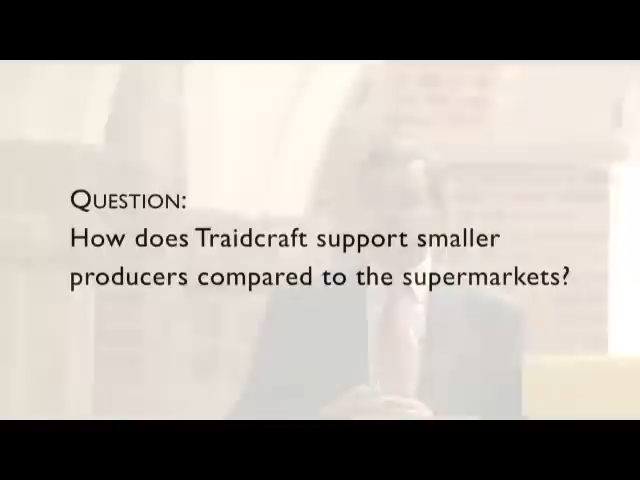 QUESTION:
How does Traidcraft support smaller
producers compared to the supermarkets?